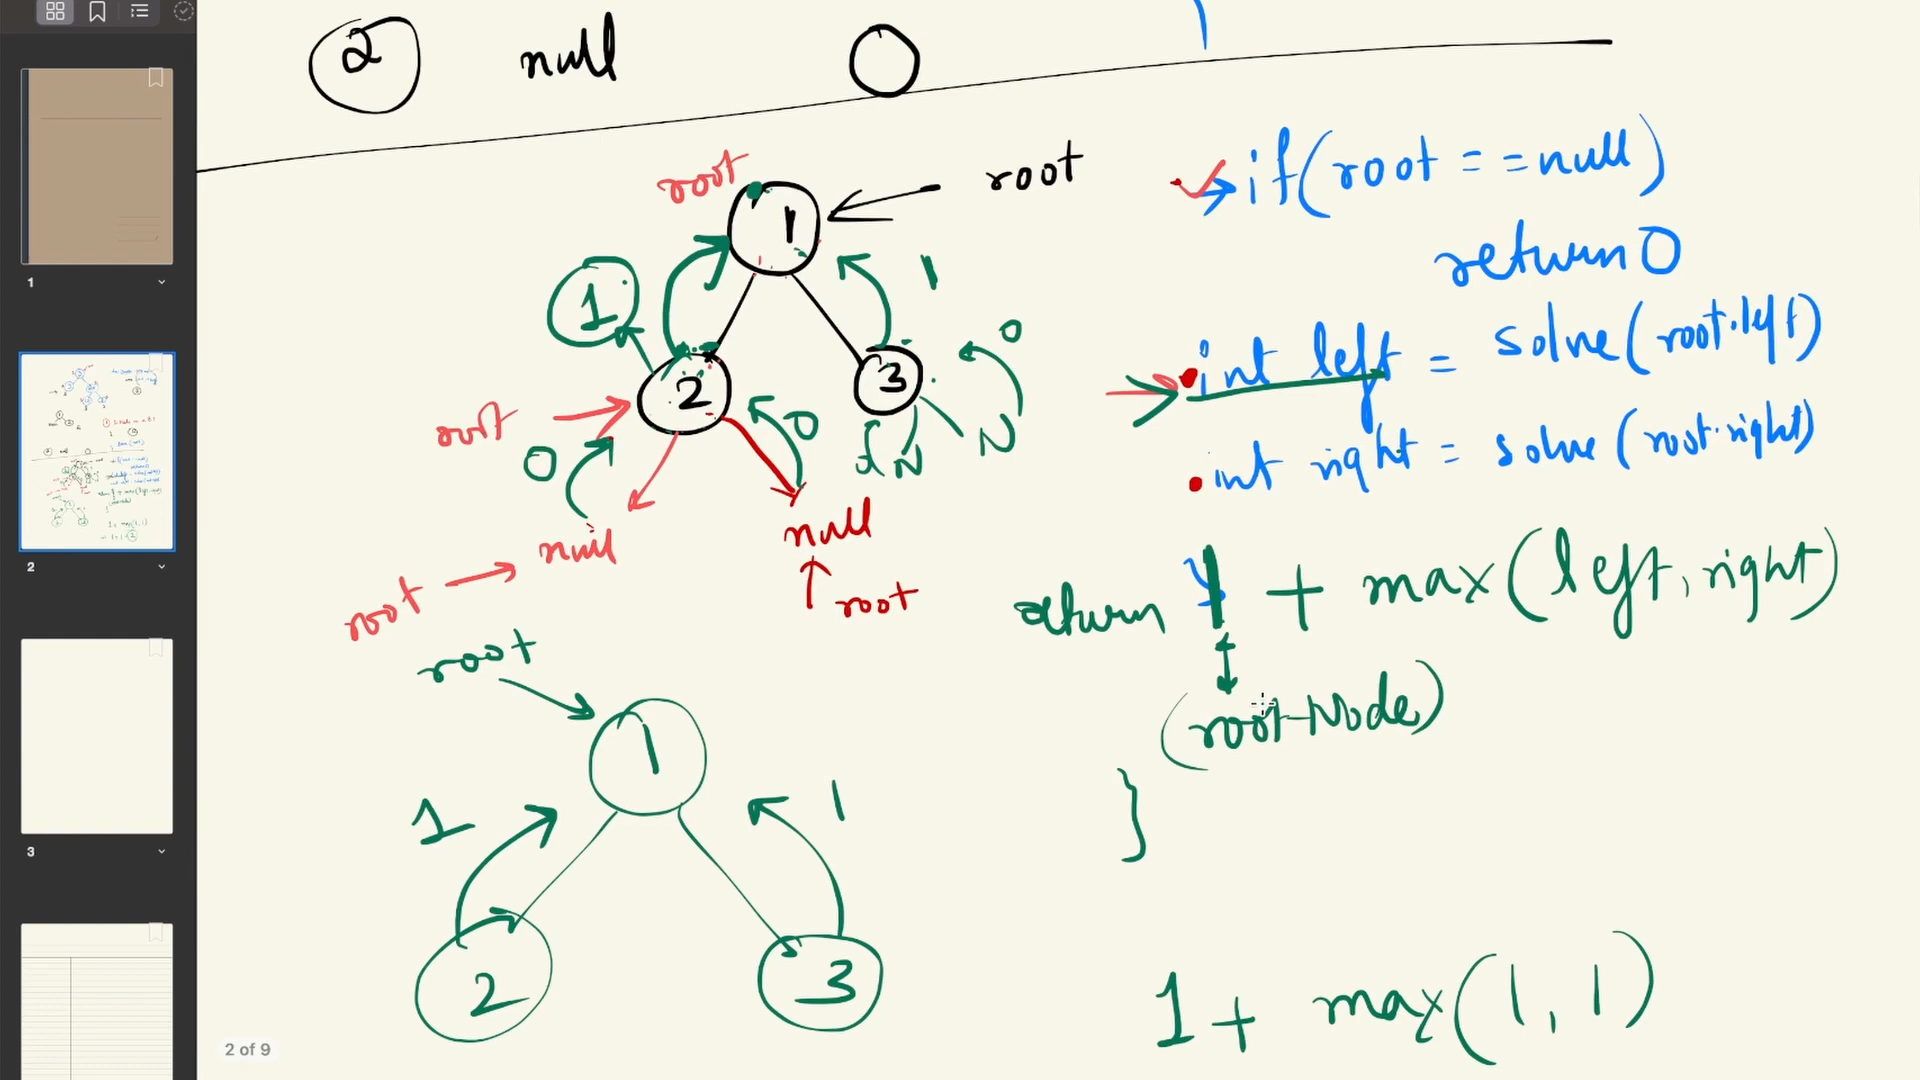 2 null
root
root
if(root == null)
return 0
1
1
1
0
int left = solve(root.left)
2
3
root
0
0
N
N
int right = solve(root.right)
null
null
root
root
return 1 + max(left, right)
(root Node)
root
1
1
1
}
2
3
1 + max(1, 1)
1
2
3
2 of 9